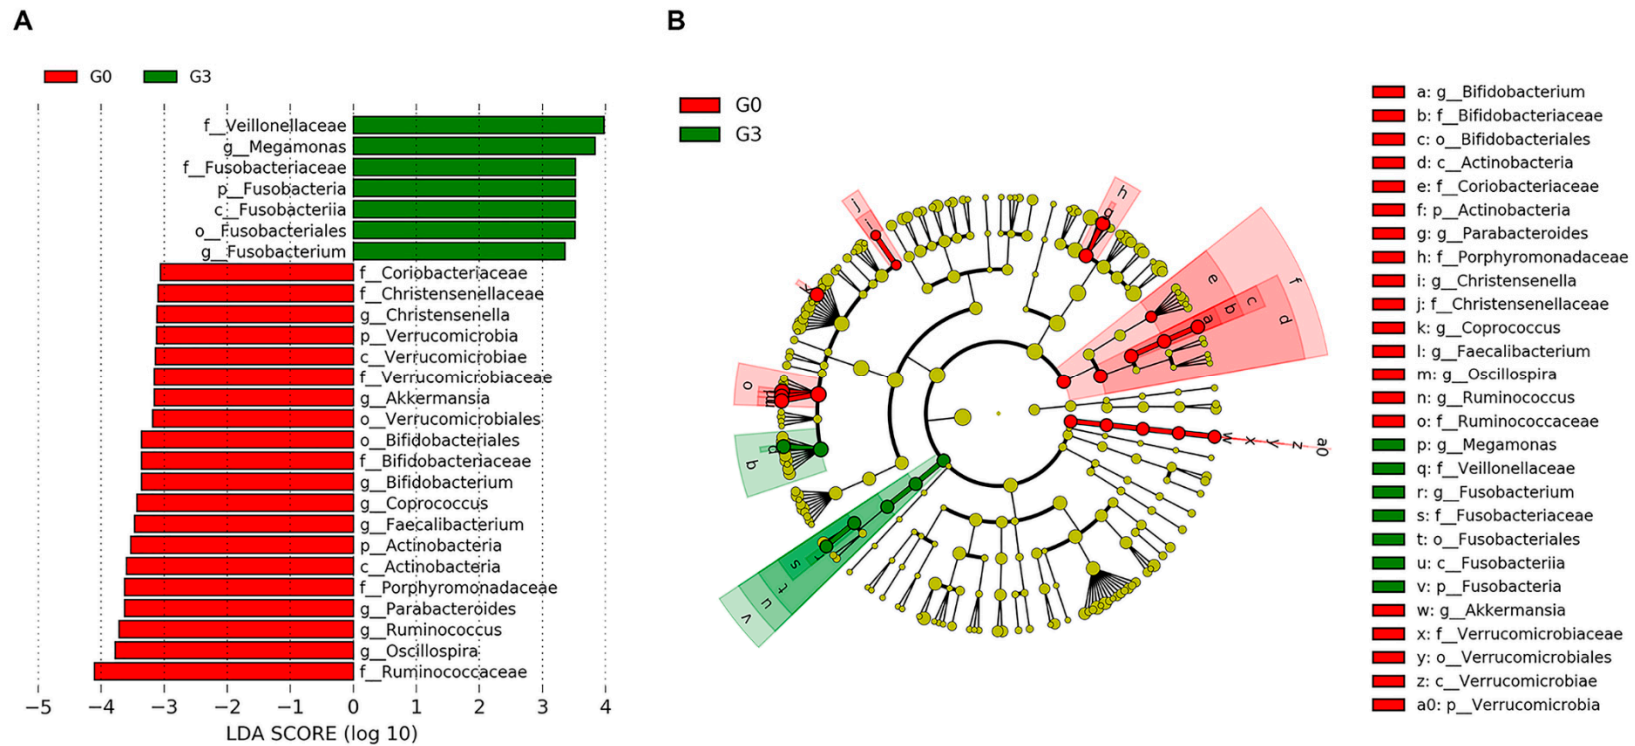 A
G0 G3
f__Veillonellaceae
g__Megamonas
f__Fusobacteriaceae
p__Fusobacteria
c__Fusobacteriia
o__Fusobacteriales
g__Fusobacterium
f__Coriobacteriaceae
f__Christensenellaceae
g__Christensenella
p__Verrucomicrobia
c__Verrucomicrobiae
f__Verrucomicrobiaceae
g__Akkermansia
o__Verrucomicrobiales
o__Bifidobacteriales
f__Bifidobacteriaceae
g__Bifidobacterium
g__Coprococcus
g__Faecalibacterium
p__Actinobacteria
c__Actinobacteria
f__Porphyromonadaceae
g__Parabacteroides
g__Ruminococcus
g__Oscillospira
f__Ruminococcaceae
−5 −4 −3 −2 −1 0 1 2 3 4
LDA SCORE (log 10)
B
G0
G3
h
g
j
i
k
e
f
c
b
a
d
o
q
p
w x y z a0
r
s
t
u
v
a: g__Bifidobacterium
b: f__Bifidobacteriaceae
c: o__Bifidobacteriales
d: c__Actinobacteria
e: f__Coriobacteriaceae
f: p__Actinobacteria
g: g__Parabacteroides
h: f__Porphyromonadaceae
i: g__Christensenella
j: f__Christensenellaceae
k: g__Coprococcus
l: g__Faecalibacterium
m: g__Oscillospira
n: g__Ruminococcus
o: f__Ruminococcaceae
p: g__Megamonas
q: f__Veillonellaceae
r: g__Fusobacterium
s: f__Fusobacteriaceae
t: o__Fusobacteriales
u: c__Fusobacteriia
v: p__Fusobacteria
w: g__Akkermansia
x: f__Verrucomicrobiaceae
y: o__Verrucomicrobiales
z: c__Verrucomicrobiae
a0: p__Verrucomicrobia